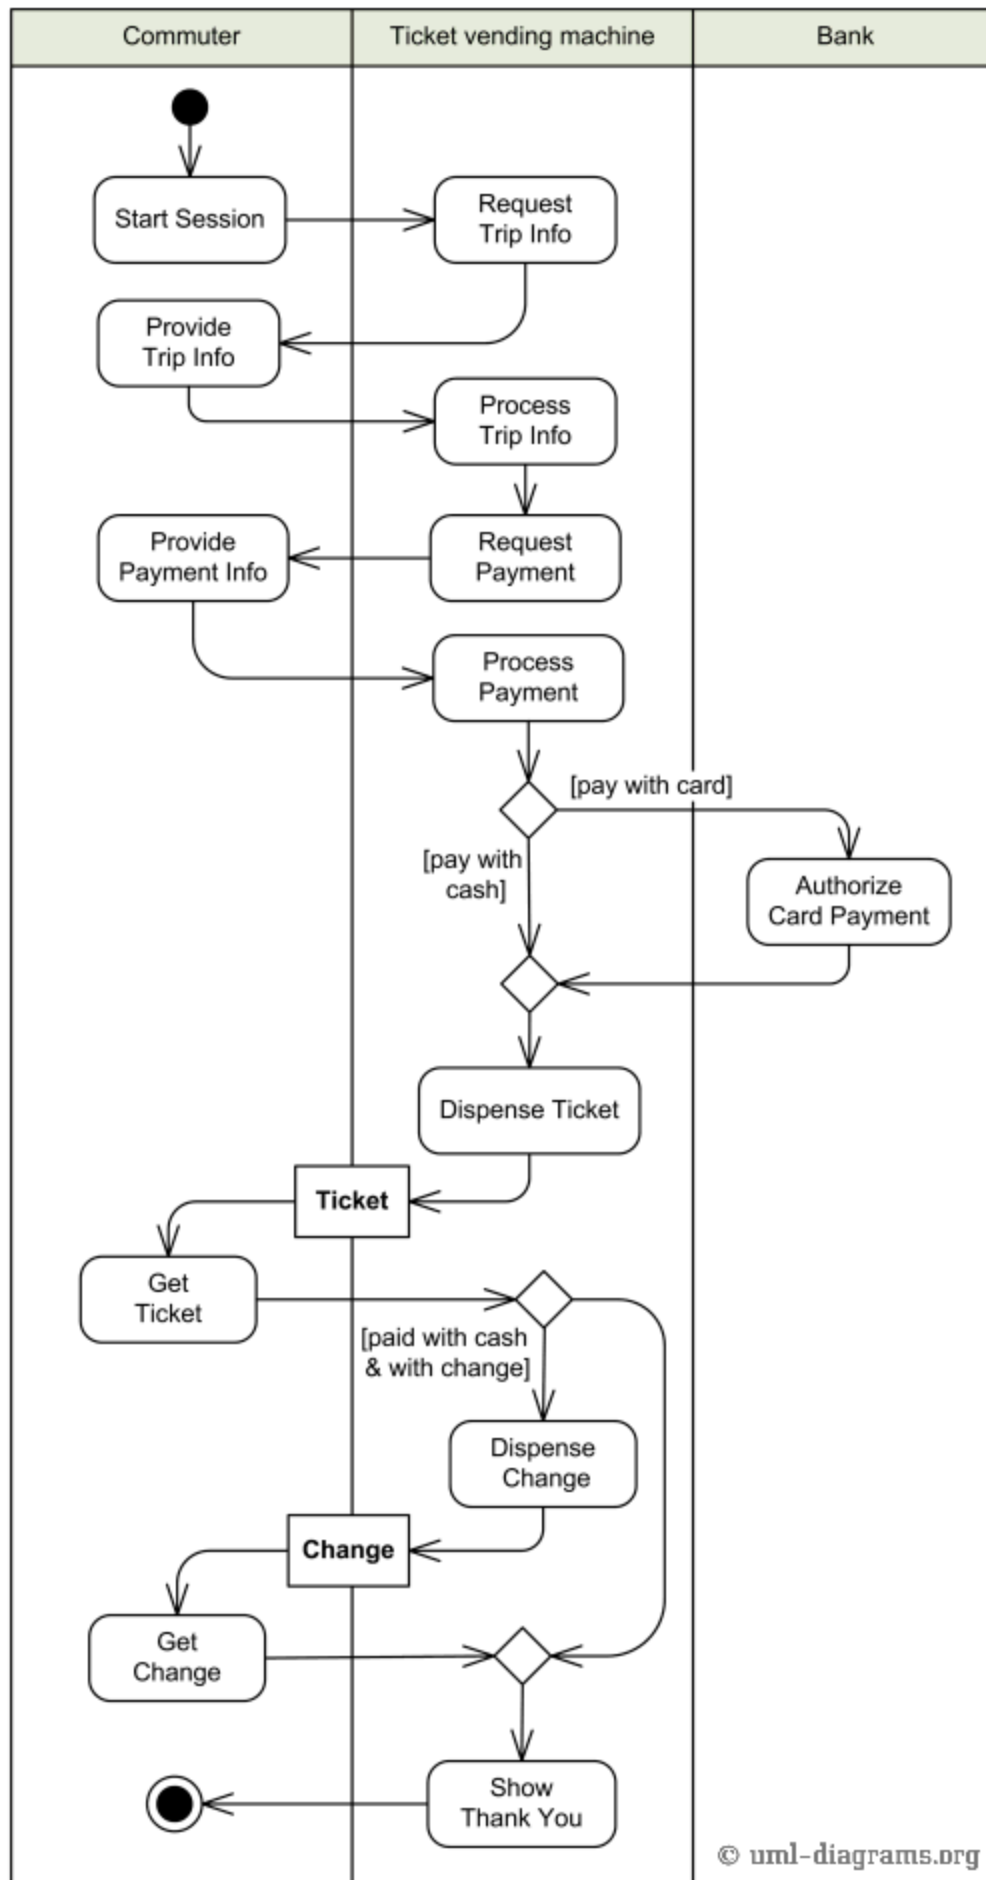 Commuter
Ticket vending machine
Bank
Start Session
Request
Trip Info
Provide
Trip Info
Process
Trip Info
Request
Payment
Provide
Payment Info
Process
Payment
[pay with card]
[pay with
cash]
Authorize
Card Payment
Dispense Ticket
Ticket
Get
Ticket
[paid with cash
& with change]
Dispense
Change
Change
Get
Change
Show
Thank You
© uml-diagrams.org